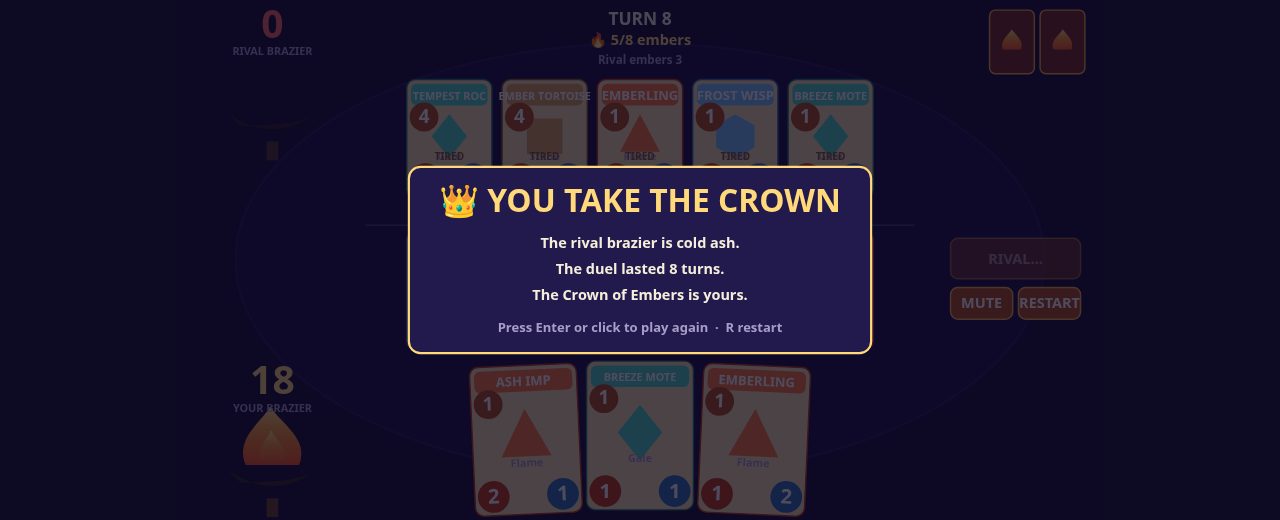 0
RIVAL BRAZIER
TURN 8
🔥 5/8 embers
Rival embers 3
TEMPEST ROC
4
TIRED
EMBER TORTOISE
4
TIRED
EMBERLING
1
TIRED
FROST WISP
1
TIRED
BREEZE MOTE
1
TIRED
👑 YOU TAKE THE CROWN
The rival brazier is cold ash.
The duel lasted 8 turns.
The Crown of Embers is yours.
Press Enter or click to play again · R restart
RIVAL...
MUTE
RESTART
18
YOUR BRAZIER
ASH IMP
1
Flame
2
1
BREEZE MOTE
1
Gale
1
1
EMBERLING
1
Flame
1
2